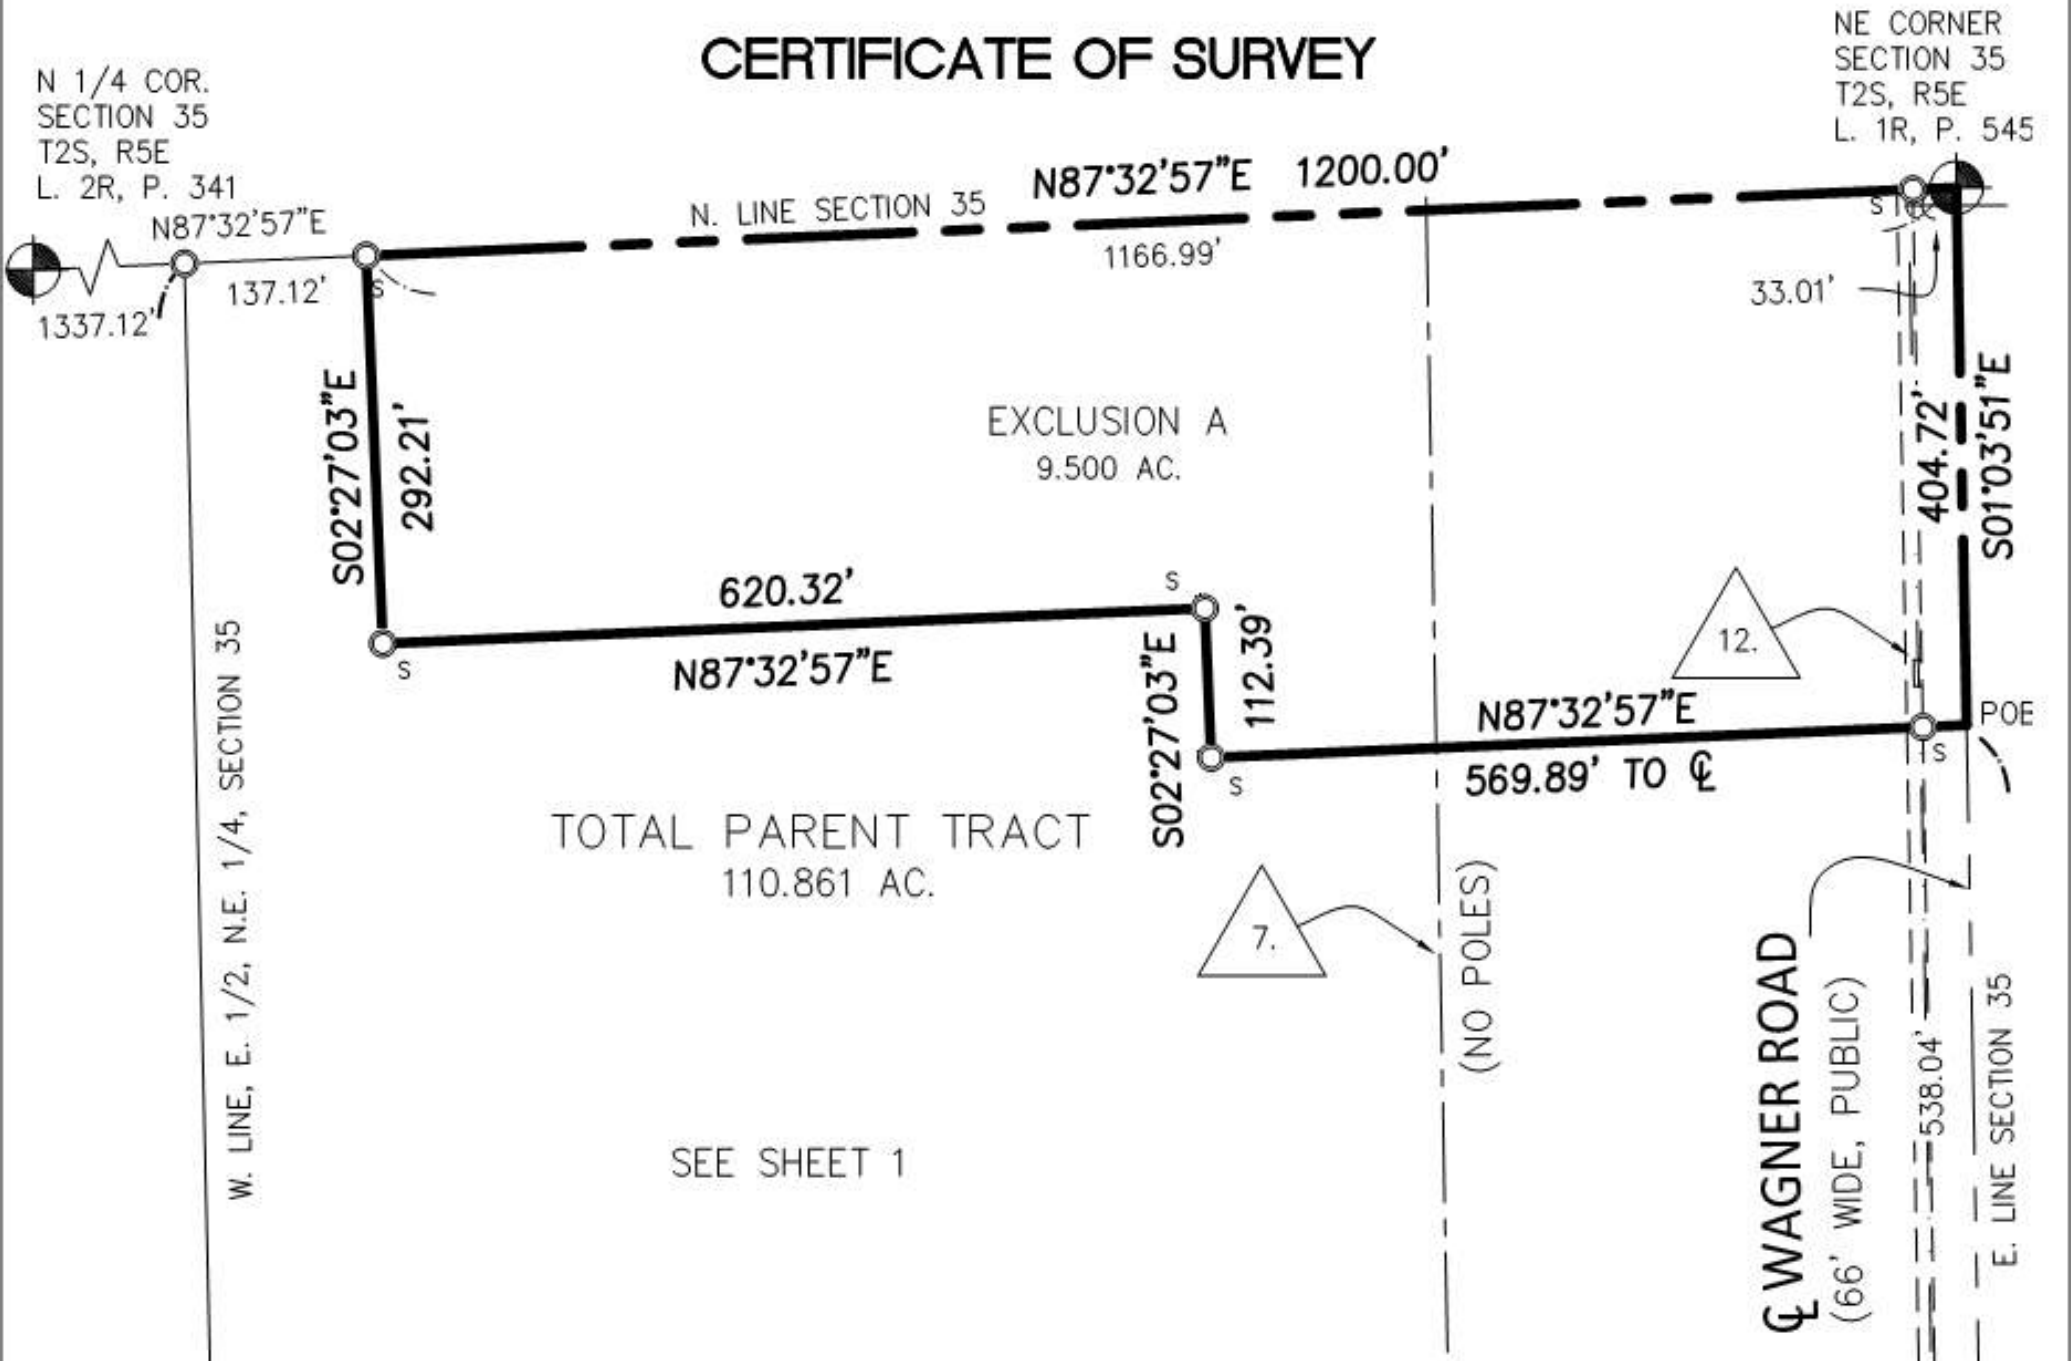 CERTIFICATE OF SURVEY
N 1/4 COR.
SECTION 35
T2S, R5E
L. 2R, P. 341
NE CORNER
SECTION 35
T2S, R5E
L. 1R, P. 545
N87°32'57"E 1200.00'
N. LINE SECTION 35
1166.99'
N87°32'57"E
137.12'
1337.12'
S
S
33.01'
S02°27'03"E
292.21'
EXCLUSION A
9.500 AC.
404.72'
S01°03'51"E
620.32'
N87°32'57"E
S
S
S02°27'03"E
112.39'
12.
N87°32'57"E
569.89' TO ℄
S
S
POE
W. LINE, E. 1/2, N.E. 1/4, SECTION 35
TOTAL PARENT TRACT
110.861 AC.
7.
(NO POLES)
SEE SHEET 1
℄ WAGNER ROAD
(66' WIDE, PUBLIC)
538.04'
E. LINE SECTION 35